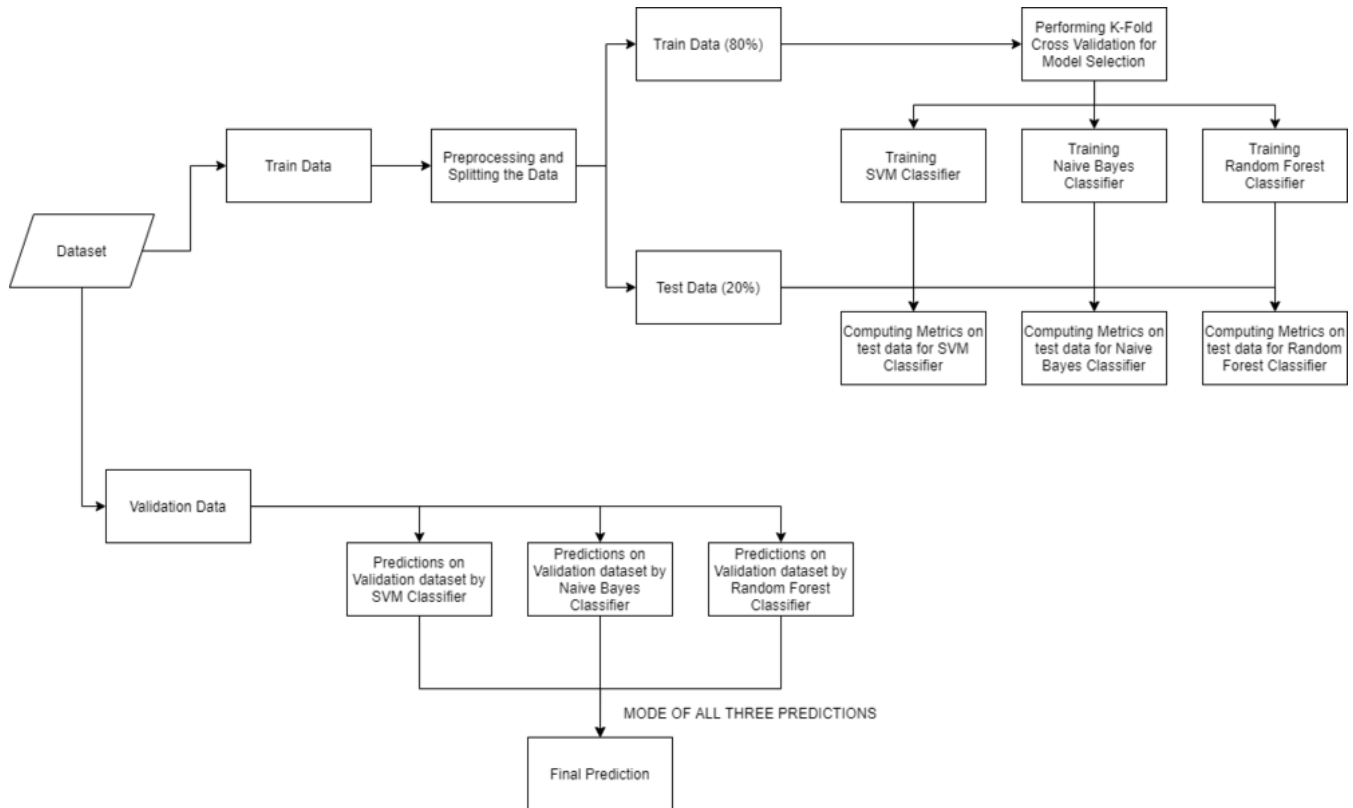 Train Data (80%)
Performing K-Fold
Cross Validation for
Model Selection
Train Data
Preprocessing and
Splitting the Data
Training
SVM Classifier
Training
Naive Bayes
Classifier
Training
Random Forest
Classifier
Dataset
Test Data (20%)
Computing Metrics on
test data for SVM
Classifier
Computing Metrics on
test data for Naive
Bayes Classifier
Computing Metrics on
test data for Random
Forest Classifier
Validation Data
Predictions on
Validation dataset by
SVM Classifier
Predictions on
Validation dataset by
Naive Bayes
Classifier
Predictions on
Validation dataset by
Random Forest
Classifier
MODE OF ALL THREE PREDICTIONS
Final Prediction